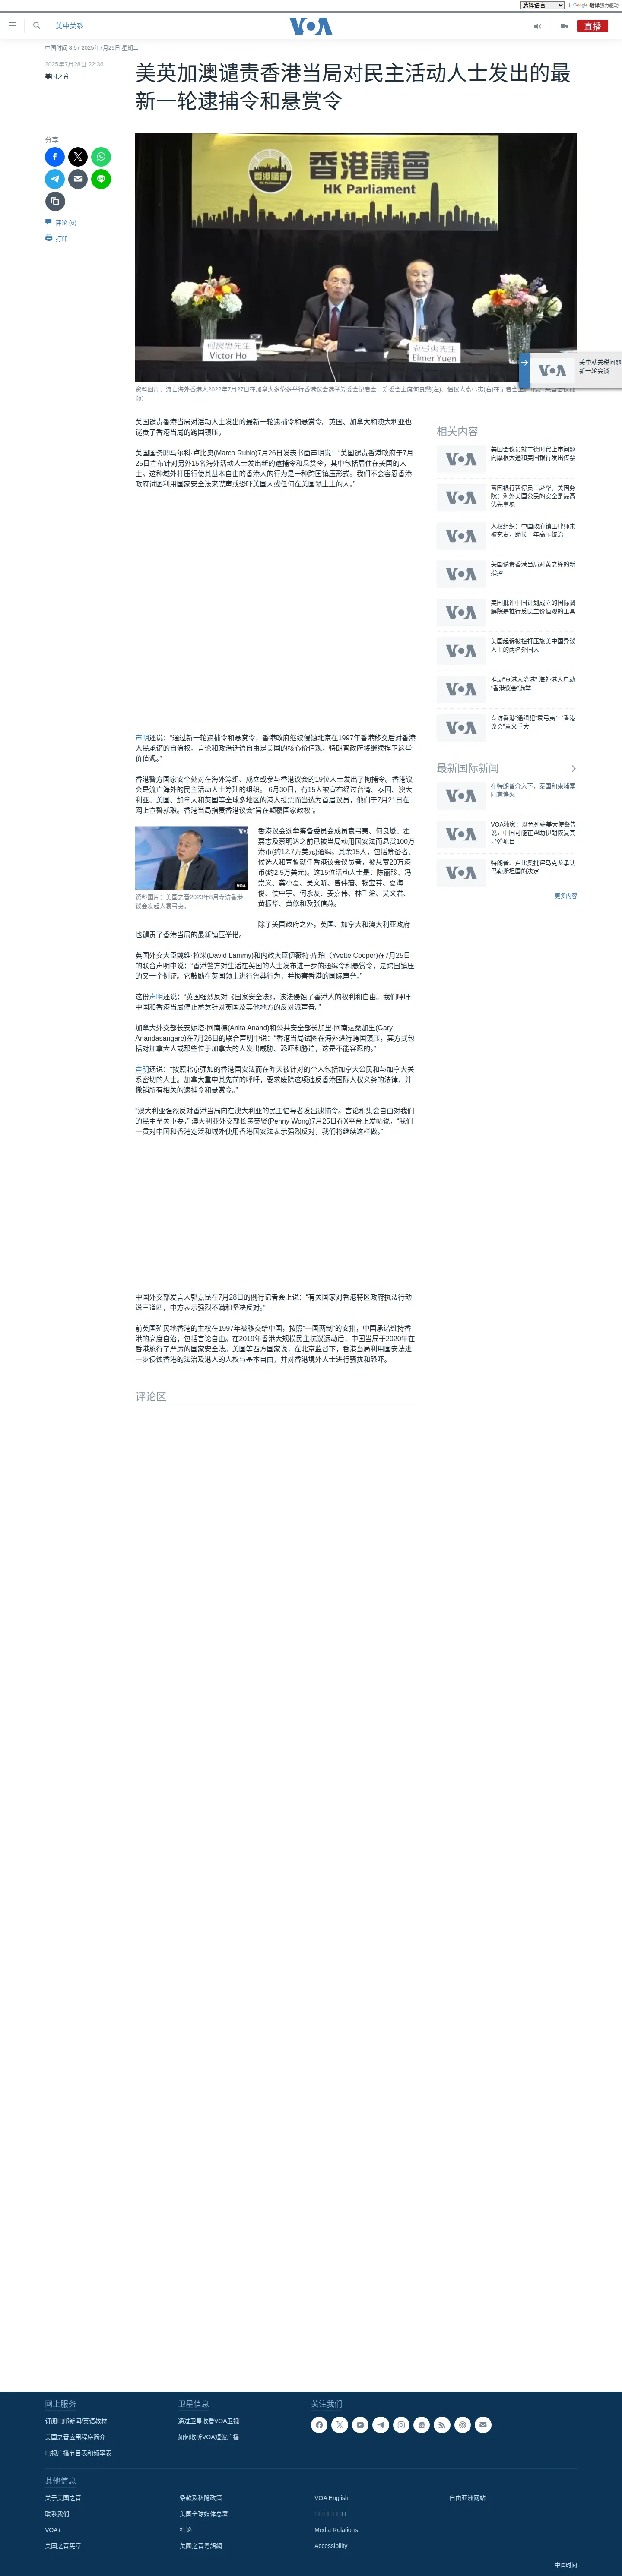 选择语言
由 Google 翻译强力驱动
美中关系
VOA
直播
中国时间 8:57 2025年7月29日 星期二
2025年7月28日 22:36
美国之音
美英加澳谴责香港当局对民主活动人士发出的最
新一轮逮捕令和悬赏令
分享
评论 (6)
打印
香港議會
HK Parliament
香港議會
HK Parliament
何良懋先生
Victor Ho
袁弓夷先生
Elmer Yuen
美中就关税问题
新一轮会谈
资料图片：流亡海外香港人2022年7月27日在加拿大多伦多举行香港议会选举筹委会记者会，筹委会主席何良懋(左)、倡议人袁弓夷(右)在记者会上
美国谴责香港当局对活动人士发出的最新一轮逮捕令和悬赏令。英国、加拿大和澳大利亚也
谴责了香港当局的跨国镇压。
美国国务卿马尔科·卢比奥(Marco Rubio)7月26日发表书面声明说：“美国谴责香港政府于7月
25日宣布针对另外15名海外活动人士发出新的逮捕令和悬赏令，其中包括居住在美国的人
士。这种域外打压行使其基本自由的香港人的行为是一种跨国镇压形式。我们不会容忍香港
政府试图利用国家安全法来噤声或恐吓美国人或任何在美国领土上的人。”
声明还说：“通过新一轮逮捕令和悬赏令，香港政府继续侵蚀北京在1997年香港移交后对香港
人民承诺的自治权。言论和政治话语自由是美国的核心价值观，特朗普政府将继续捍卫这些
价值观。”
香港警方国家安全处对在海外筹组、成立或参与香港议会的19位人士发出了拘捕令。香港议
会是流亡海外的民主活动人士筹建的组织。 6月30日，有15人被宣布经过台湾、泰国、澳大
利亚、美国、加拿大和英国等全球多地区的港人投票而当选为首届议员，他们于7月21日在
网上宣誓就职。香港当局指责香港议会“旨在颠覆国家政权”。
VOA
VOA
资料图片：美国之音2023年8月专访香港
议会发起人袁弓夷。
香港议会选举筹备委员会成员袁弓夷、何良懋、霍
嘉志及蔡明达之前已被当局动用国安法而悬赏100万
港币(约12.7万美元)通缉。其余15人，包括筹备者、
候选人和宣誓就任香港议会议员者，被悬赏20万港
币(约2.5万美元)。这15位活动人士是：陈丽珍、冯
崇义、龚小夏、吴文昕、曾伟藩、钱宝芬、夏海
俊、侯中宇、何永友、姜嘉伟、林千淦、吴文君、
黄振华、黄修和及张信燕。
除了美国政府之外，英国、加拿大和澳大利亚政府
也谴责了香港当局的最新镇压举措。
英国外交大臣戴维·拉米(David Lammy)和内政大臣伊薇特·库珀（Yvette Cooper)在7月25日
的联合声明中说：“香港警方对生活在英国的人士发布进一步的通缉令和悬赏令，是跨国镇压
的又一个例证。它鼓励在英国领土进行鲁莽行为，并损害香港的国际声誉。”
这份声明还说：“英国强烈反对《国家安全法》，该法侵蚀了香港人的权利和自由。我们呼吁
中国和香港当局停止蓄意针对英国及其他地方的反对派声音。”
加拿大外交部长安妮塔·阿南德(Anita Anand)和公共安全部长加里·阿南达桑加里(Gary
Anandasangaree)在7月26日的联合声明中说：“香港当局试图在海外进行跨国镇压，其方式包
括对加拿大人或那些位于加拿大的人发出威胁、恐吓和胁迫，这是不能容忍的。”
声明还说：“按照北京强加的香港国安法而在昨天被针对的个人包括加拿大公民和与加拿大关
系密切的人士。加拿大重申其先前的呼吁，要求废除这项违反香港国际人权义务的法律，并
撤销所有相关的逮捕令和悬赏令。”
“澳大利亚强烈反对香港当局向在澳大利亚的民主倡导者发出逮捕令。言论和集会自由对我们
的民主至关重要，” 澳大利亚外交部长黄英贤(Penny Wong)7月25日在X平台上发帖说，“我们
一贯对中国和香港宽泛和域外使用香港国安法表示强烈反对，我们将继续这样做。”
中国外交部发言人郭嘉昆在7月28日的例行记者会上说：“有关国家对香港特区政府执法行动
说三道四，中方表示强烈不满和坚决反对。”
前英国殖民地香港的主权在1997年被移交给中国，按照“一国两制”的安排，中国承诺维持香
港的高度自治，包括言论自由。在2019年香港大规模民主抗议运动后，中国当局于2020年在
香港施行了严厉的国家安全法。美国等西方国家说，在北京监督下，香港当局利用国安法进
一步侵蚀香港的法治及港人的人权与基本自由，并对香港境外人士进行骚扰和恐吓。
评论区
相关内容
美国会议员就宁德时代上市问题
向摩根大通和美国银行发出传票
富国银行暂停员工赴华，美国务
院：海外美国公民的安全是最高
优先事项
人权组织：中国政府镇压律师未
被究责，助长十年高压统治
美国谴责香港当局对黄之锋的新
指控
美国批评中国计划成立的国际调
解院是推行反民主价值观的工具
美国起诉被控打压旅美中国异议
人士的两名外国人
推动“真港人治港” 海外港人启动
“香港议会”选举
专访香港“通缉犯”袁弓夷：“香港
议会”意义重大
最新国际新闻
在特朗普介入下，泰国和柬埔寨
同意停火
VOA独家：以色列驻美大使警告
说，中国可能在帮助伊朗恢复其
导弹项目
特朗普、卢比奥批评马克龙承认
巴勒斯坦国的决定
更多内容
网上服务
订阅电邮新闻/英语教材
美国之音应用程序简介
电视广播节目表和频率表
卫星信息
通过卫星收看VOA卫视
如何收听VOA短波广播
关注我们
其他信息
关于美国之音
联系我们
VOA+
美国之音宪章
条款及私隐政策
美国全球媒体总署
社论
美國之音粵語網
VOA English
Media Relations
Accessibility
自由亚洲网站
中国时间